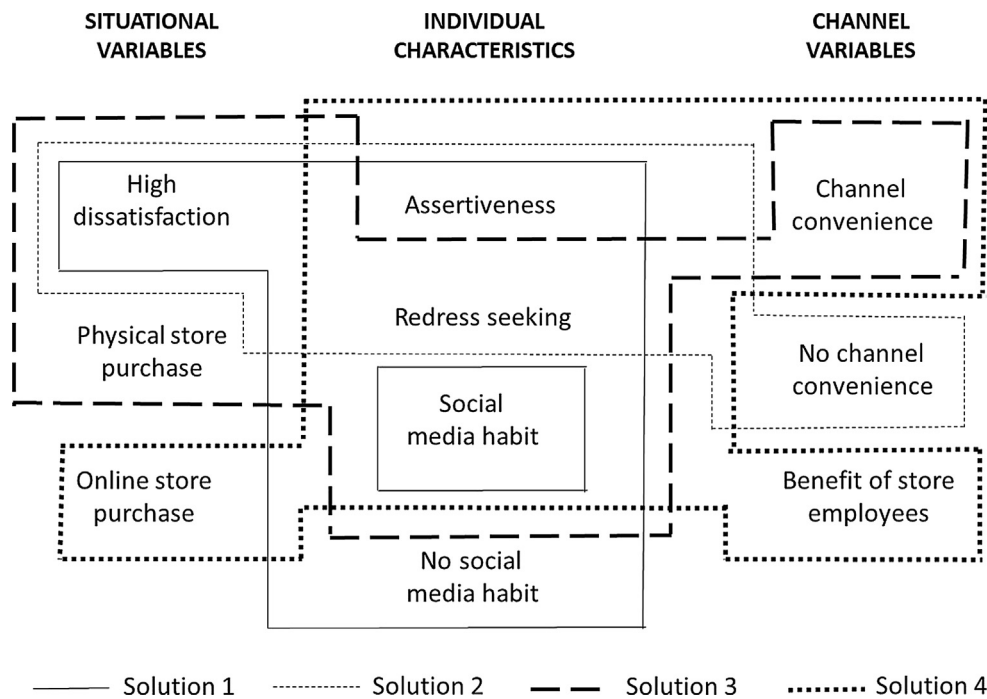 SITUATIONAL
VARIABLES
INDIVIDUAL
CHARACTERISTICS
CHANNEL
VARIABLES
High
dissatisfaction
Assertiveness
Channel
convenience
Redress seeking
Physical store
purchase
No channel
convenience
Social
media habit
Online store
purchase
Benefit of store
employees
No social
media habit
Solution 1
Solution 2
Solution 3
Solution 4